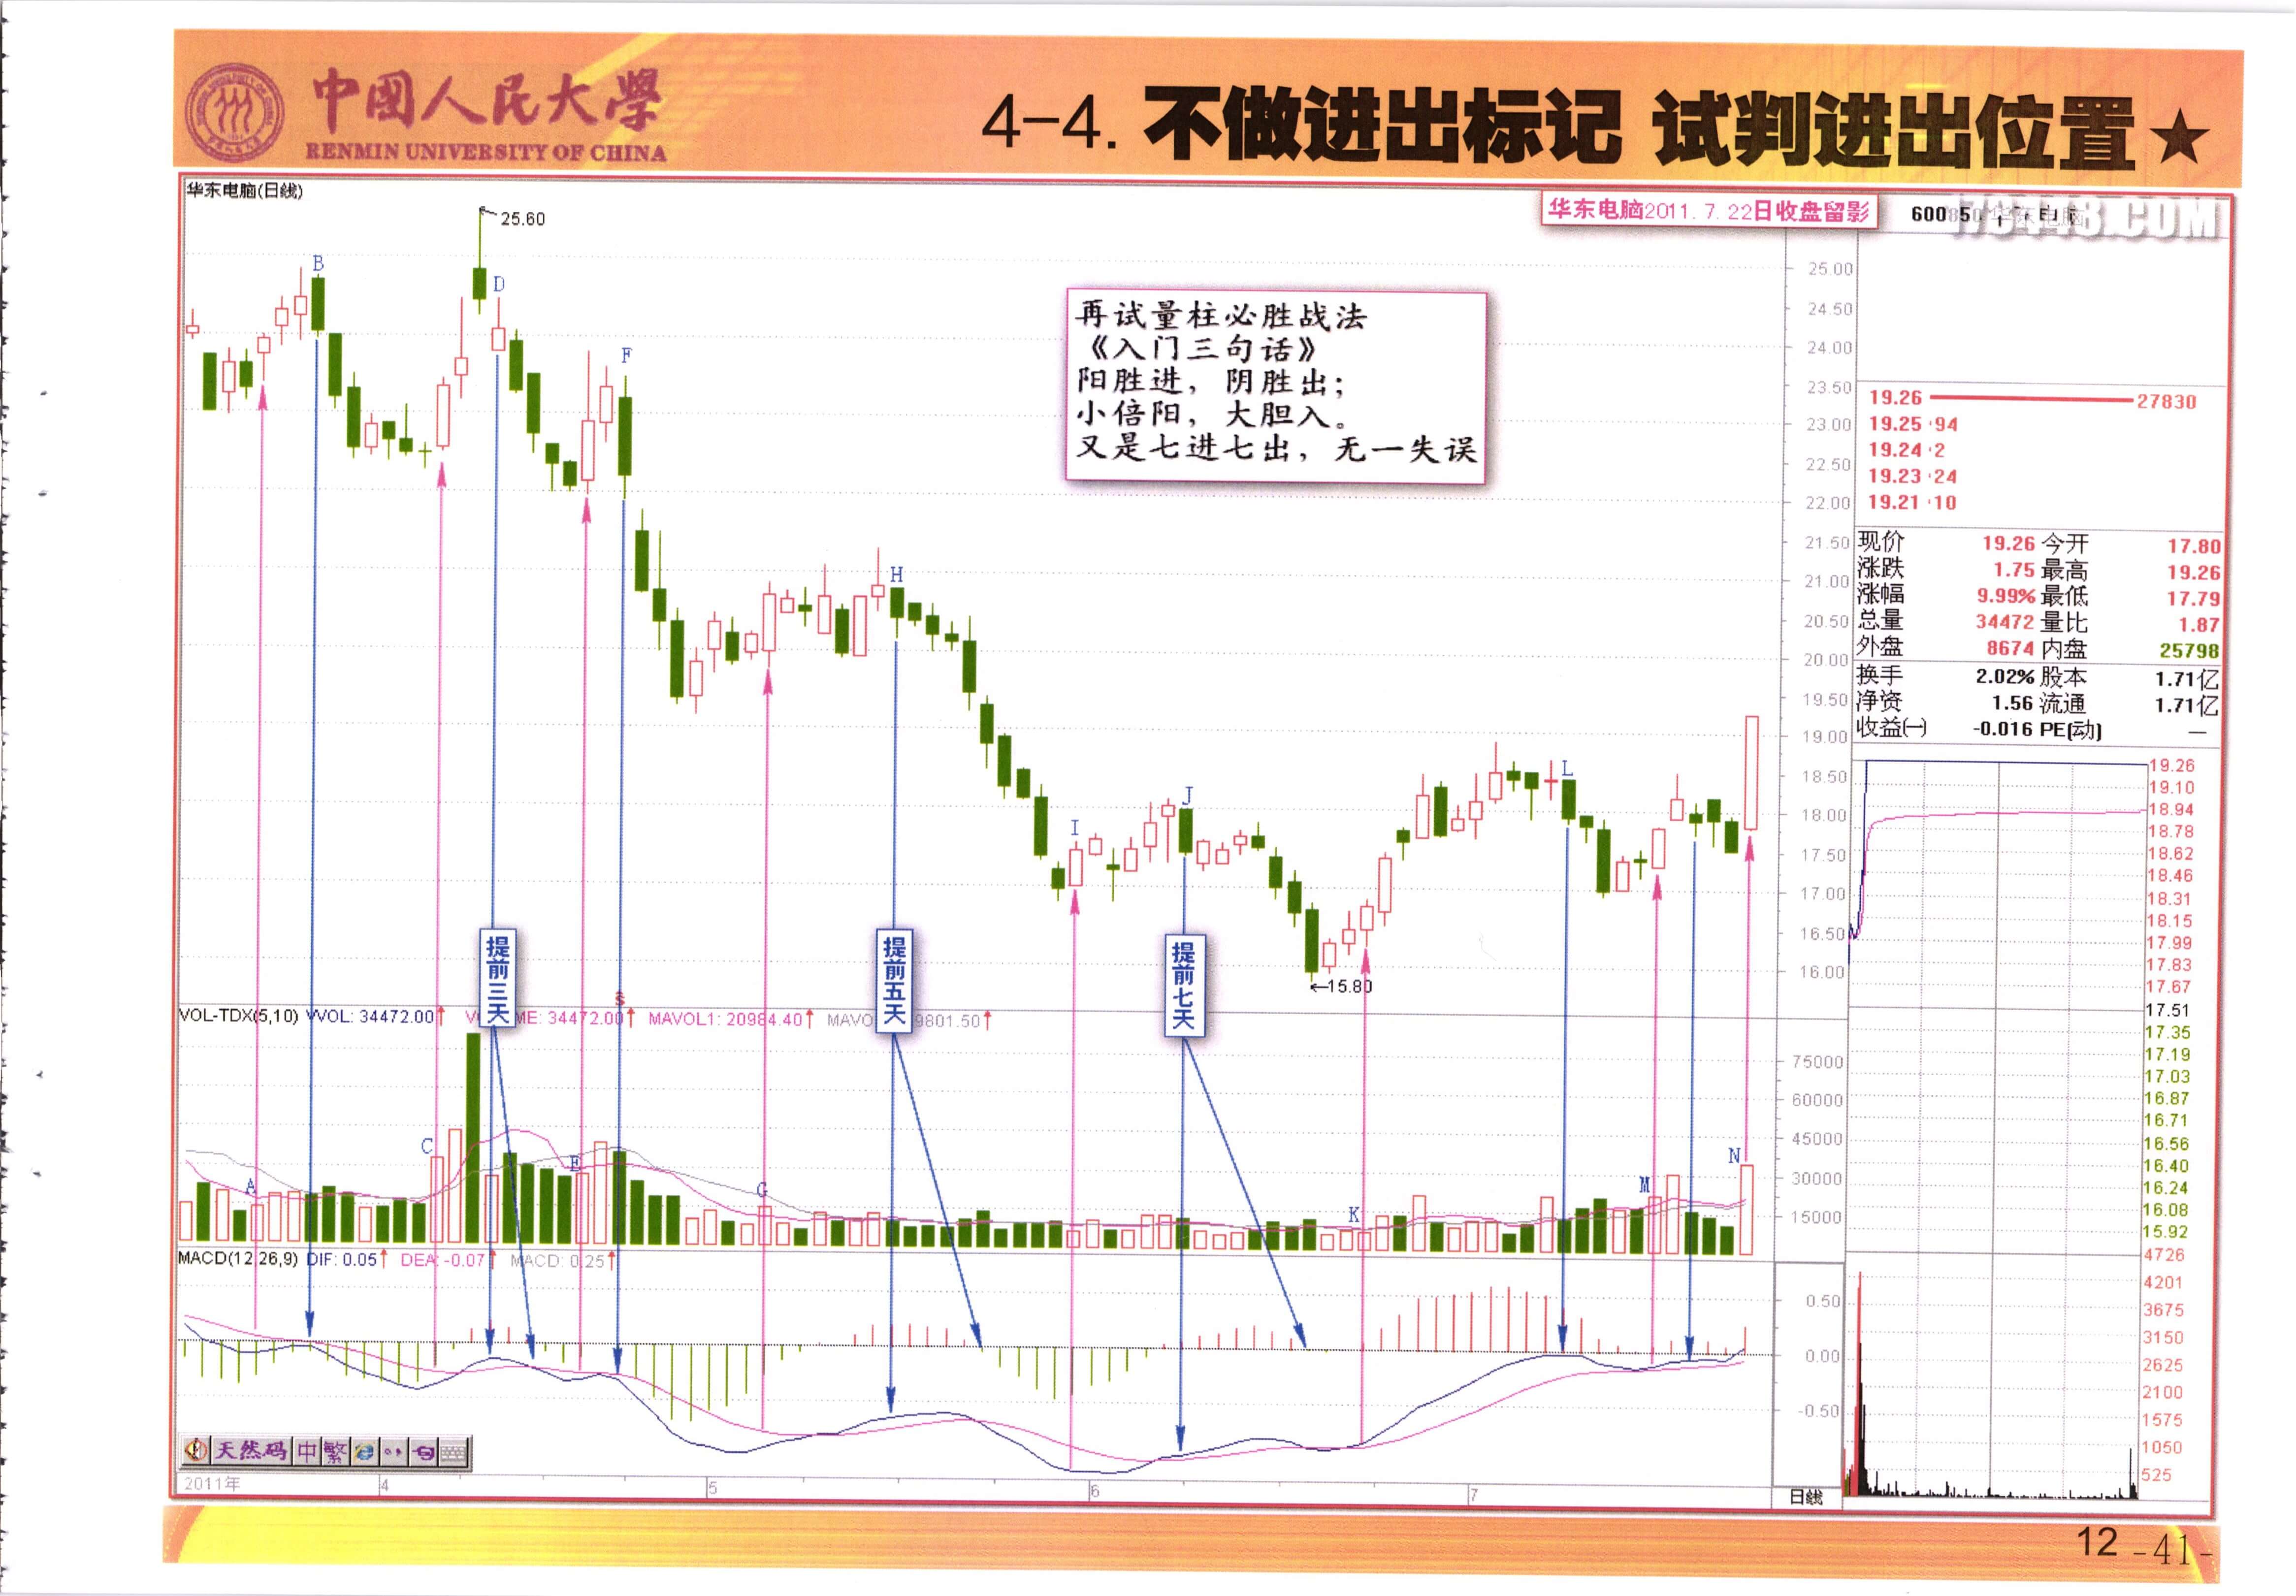 中国人民大学
RENMIN UNIVERSITY OF CHINA
4-4. 不做进出标记 试判进出位置★
华东电脑(日线)
华东电脑2011.7.22日收盘留影
25.60
B
D
F
H
I
J
L
再试量柱必胜战法
《入门三句话》
阳胜进，阴胜出；
小倍阳，大胆入。
又是七进七出，无一失误
25.00
24.50
24.00
23.50
23.00
22.50
22.00
21.50
21.00
20.50
20.00
19.50
19.00
18.50
18.00
17.50
17.00
16.50
16.00
←15.80
提前三天
提前五天
提前七天
VOL-TDX(5,10) VVOL: 34472.00↑ 34472.00↑ MAVOL1: 20984.40↑ 9801.50↑
75000
60000
45000
30000
15000
A
C
E
G
K
M
N
MACD(12,26,9) DIF: 0.05↑ DEA: -0.07↑ MACD: 0.25↑
0.50
0.00
-0.50
天然码 中 繁
2011年 4 5 6 7 日线
19.26 27830
19.25 94
19.24 2
19.23 24
19.21 10
现价 19.26 今开 17.80
涨跌 1.75 最高 19.26
涨幅 9.99% 最低 17.79
总量 34472 量比 1.87
外盘 8674 内盘 25798
换手 2.02% 股本 1.71亿
净资 1.56 流通 1.71亿
收益(一) -0.016 PE(动) —
19.26
19.10
18.94
18.78
18.62
18.46
18.31
18.15
17.99
17.83
17.67
17.51
17.35
17.19
17.03
16.87
16.71
16.56
16.40
16.24
16.08
15.92
4726
4201
3675
3150
2625
2100
1575
1050
525
12 -41-